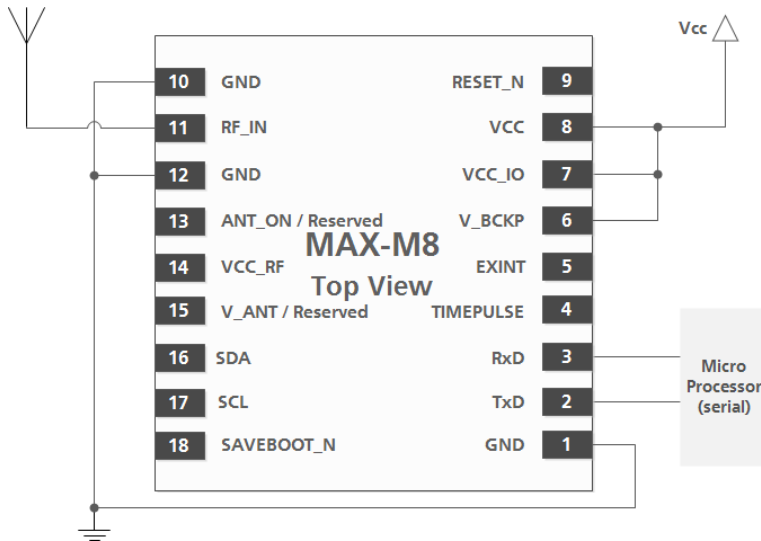 Vcc
10 GND RESET_N 9
11 RF_IN VCC 8
12 GND VCC_IO 7
13 ANT_ON / Reserved V_BCKP 6
MAX-M8
14 VCC_RF EXINT 5
Top View
15 V_ANT / Reserved TIMEPULSE 4
16 SDA RxD 3
17 SCL TxD 2
18 SAVEBOOT_N GND 1
Micro
Processor
(serial)